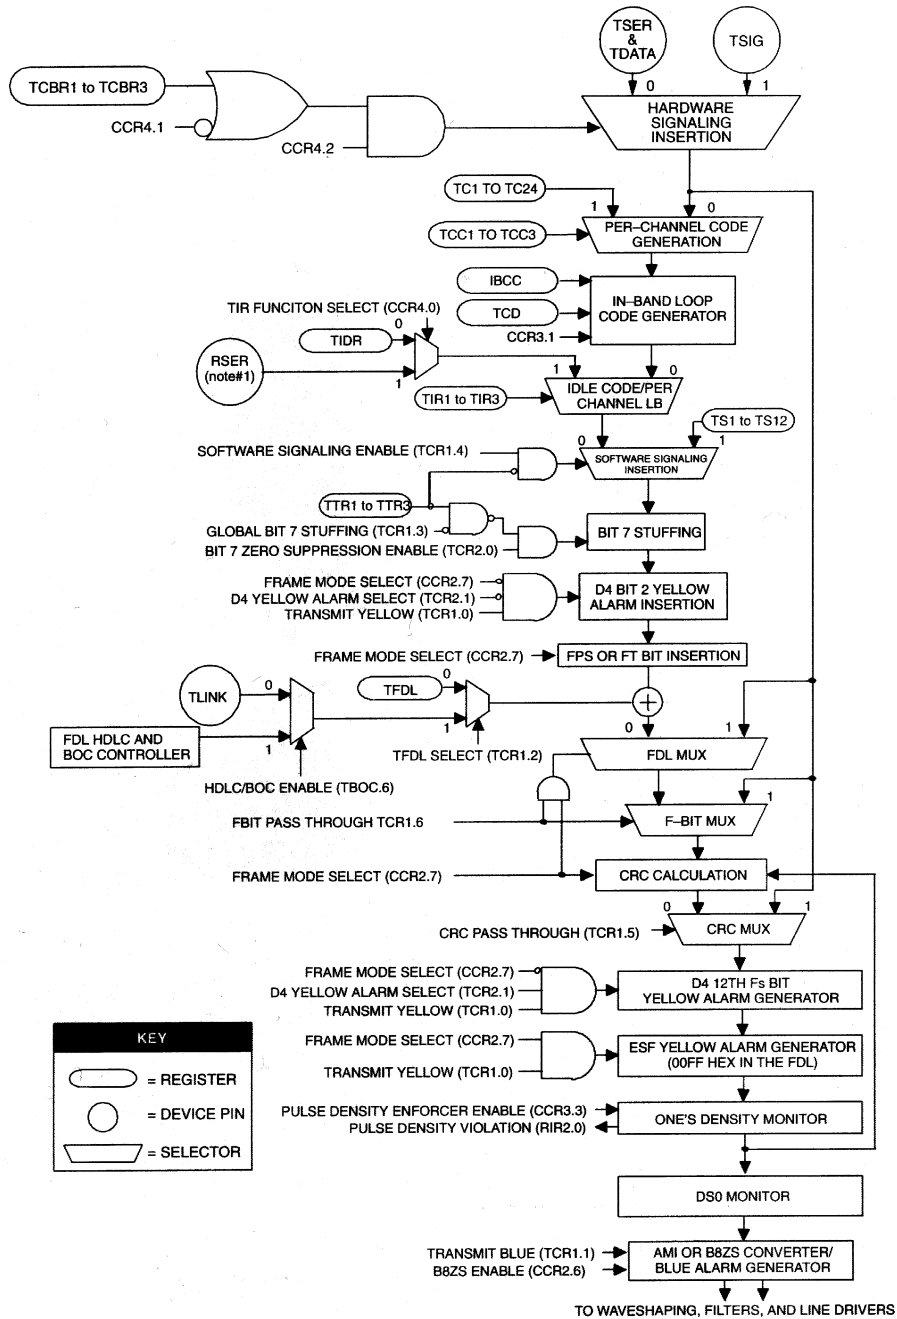 TSER
&
TDATA
TSIG
0
1
TCBR1 to TCBR3
HARDWARE
SIGNALING
INSERTION
CCR4.1
CCR4.2
TC1 TO TC24
1
0
TCC1 TO TCC3
PER–CHANNEL CODE
GENERATION
IBCC
IN–BAND LOOP
CODE GENERATOR
TCD
CCR3.1
TIR FUNCITON SELECT (CCR4.0)
0
TIDR
RSER
(note#1)
1
1
0
IDLE CODE/PER
CHANNEL LB
TIR1 to TIR3
TS1 to TS12
0
1
SOFTWARE SIGNALING ENABLE (TCR1.4)
SOFTWARE SIGNALING
INSERTION
TTR1 to TTR3
GLOBAL BIT 7 STUFFING (TCR1.3)
BIT 7 STUFFING
BIT 7 ZERO SUPPRESSION ENABLE (TCR2.0)
FRAME MODE SELECT (CCR2.7)
D4 YELLOW ALARM SELECT (TCR2.1)
TRANSMIT YELLOW (TCR1.0)
D4 BIT 2 YELLOW
ALARM INSERTION
FRAME MODE SELECT (CCR2.7)
FPS OR FT BIT INSERTION
TLINK
0
TFDL
0
+
FDL HDLC AND
BOC CONTROLLER
1
1
0
1
TFDL SELECT (TCR1.2)
FDL MUX
HDLC/BOC ENABLE (TBOC.6)
1
FBIT PASS THROUGH TCR1.6
F–BIT MUX
FRAME MODE SELECT (CCR2.7)
CRC CALCULATION
0
1
CRC PASS THROUGH (TCR1.5)
CRC MUX
FRAME MODE SELECT (CCR2.7)
D4 YELLOW ALARM SELECT (TCR2.1)
TRANSMIT YELLOW (TCR1.0)
D4 12TH Fs BIT
YELLOW ALARM GENERATOR
FRAME MODE SELECT (CCR2.7)
TRANSMIT YELLOW (TCR1.0)
ESF YELLOW ALARM GENERATOR
(00FF HEX IN THE FDL)
KEY
= REGISTER
= DEVICE PIN
= SELECTOR
PULSE DENSITY ENFORCER ENABLE (CCR3.3)
PULSE DENSITY VIOLATION (RIR2.0)
ONE'S DENSITY MONITOR
DS0 MONITOR
TRANSMIT BLUE (TCR1.1)
B8ZS ENABLE (CCR2.6)
AMI OR B8ZS CONVERTER/
BLUE ALARM GENERATOR
TO WAVESHAPING, FILTERS, AND LINE DRIVERS